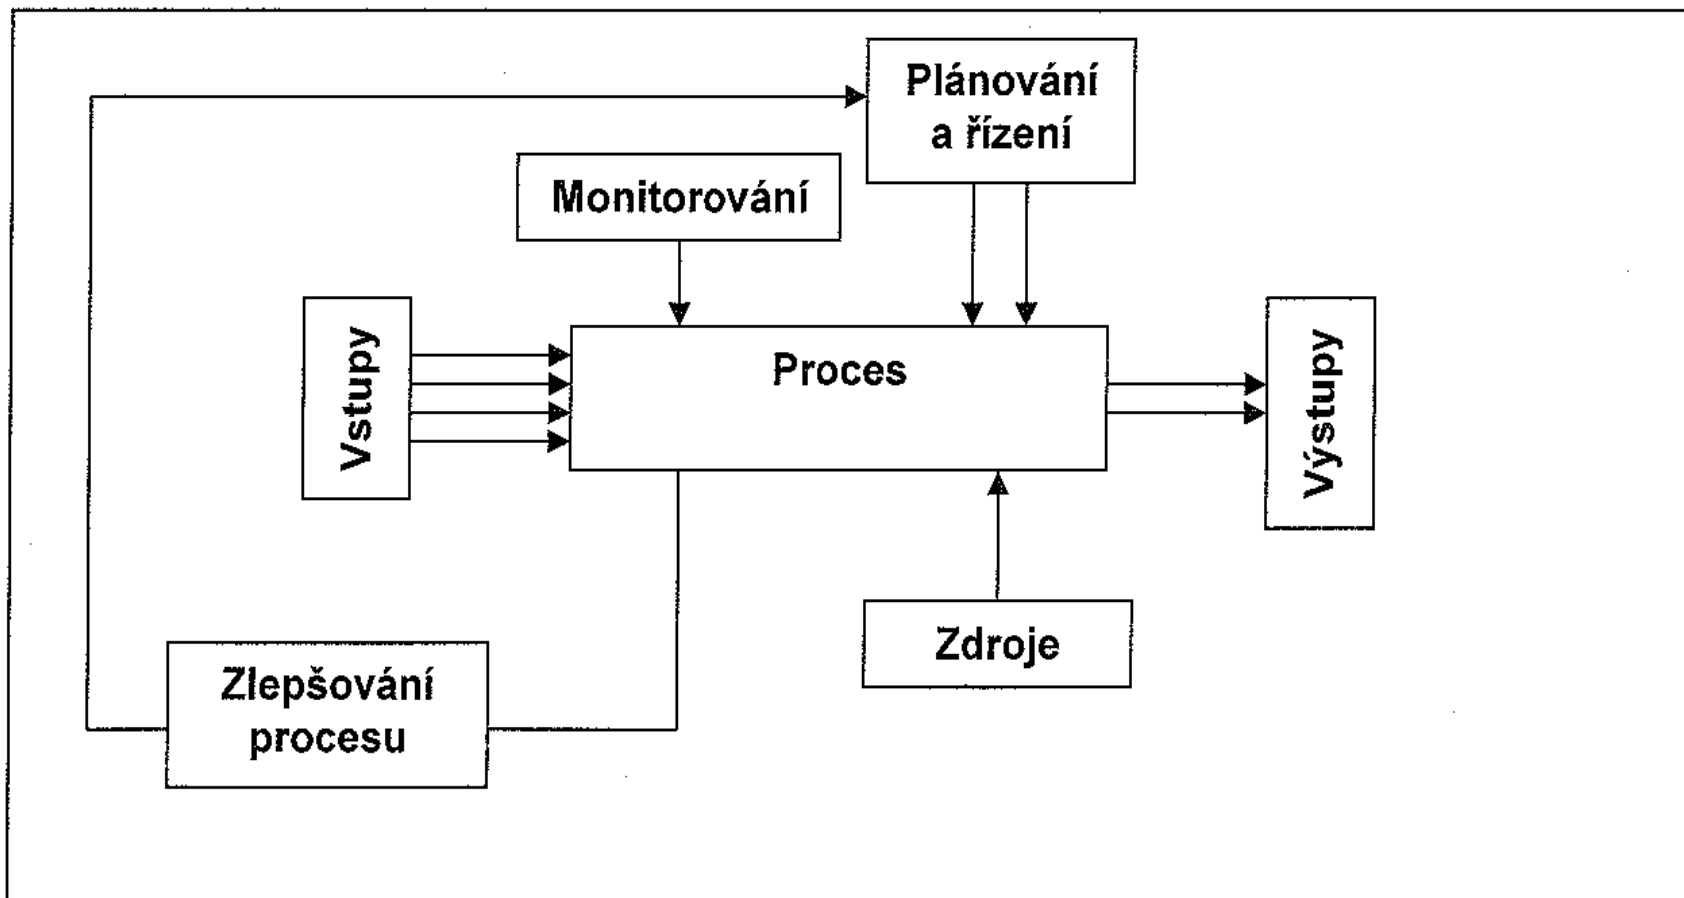 Plánování
a řízení
Monitorování
Vstupy
Proces
Výstupy
Zdroje
Zlepšování
procesu